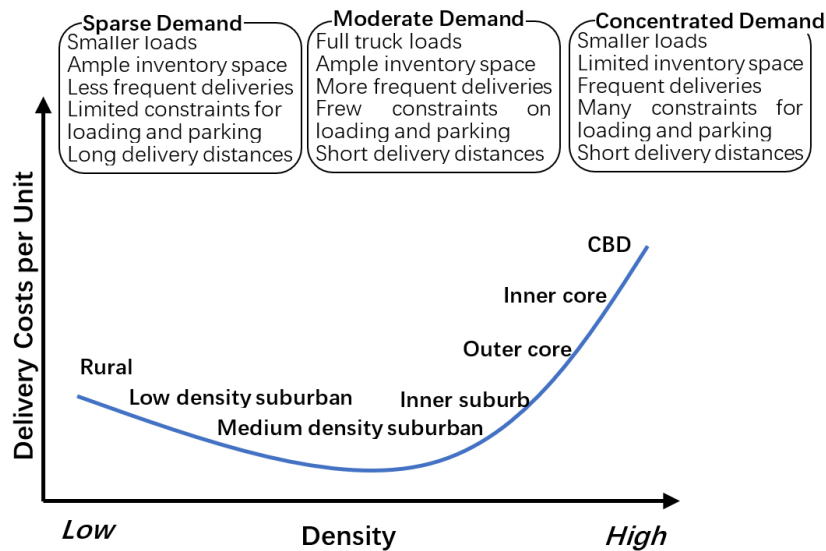 Sparse Demand
Smaller loads
Ample inventory space
Less frequent deliveries
Limited constraints for
loading and parking
Long delivery distances
Moderate Demand
Full truck loads
Ample inventory space
More frequent deliveries
Frew constraints on
loading and parking
Short delivery distances
Concentrated Demand
Smaller loads
Limited inventory space
Frequent deliveries
Many constraints for
loading and parking
Short delivery distances
Delivery Costs per Unit
CBD
Inner core
Outer core
Rural
Low density suburban
Inner suburb
Medium density suburban
Low
Density
High